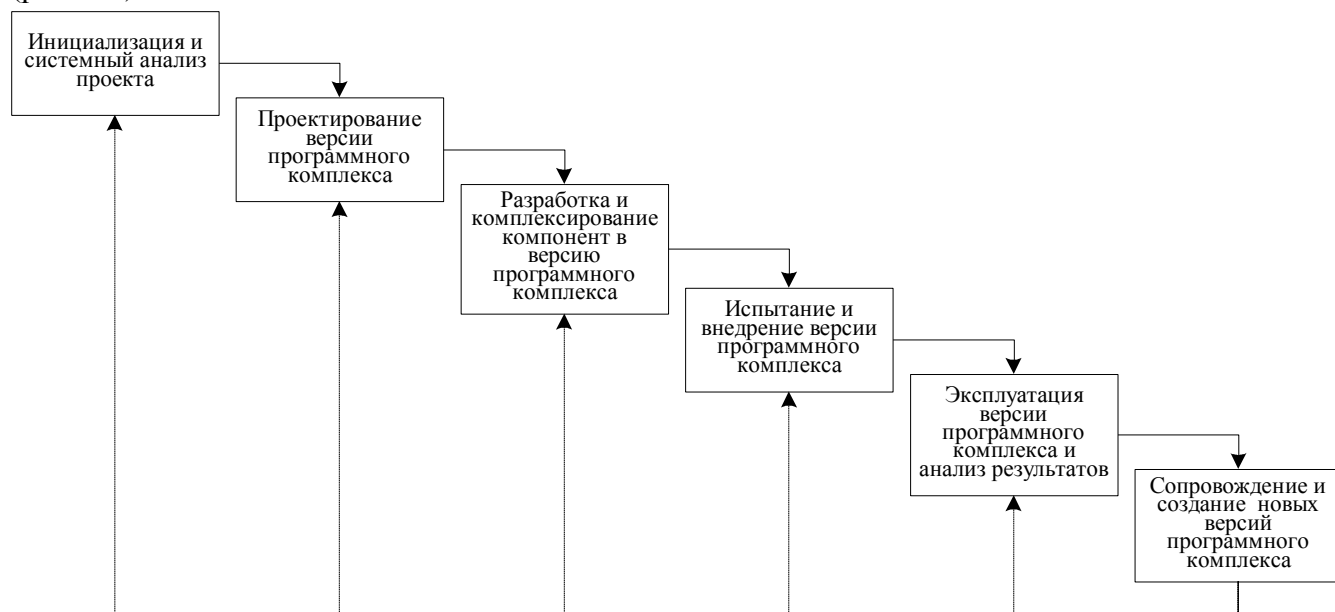 Инициализация и
системный анализ
проекта
Проектирование
версии
программного
комплекса
Разработка и
комплексирование
компонент в
версию
программного
комплекса
Испытание и
внедрение версии
программного
комплекса
Эксплуатация
версии
программного
комплекса и
анализ результатов
Сопровождение и
создание новых
версий
программного
комплекса